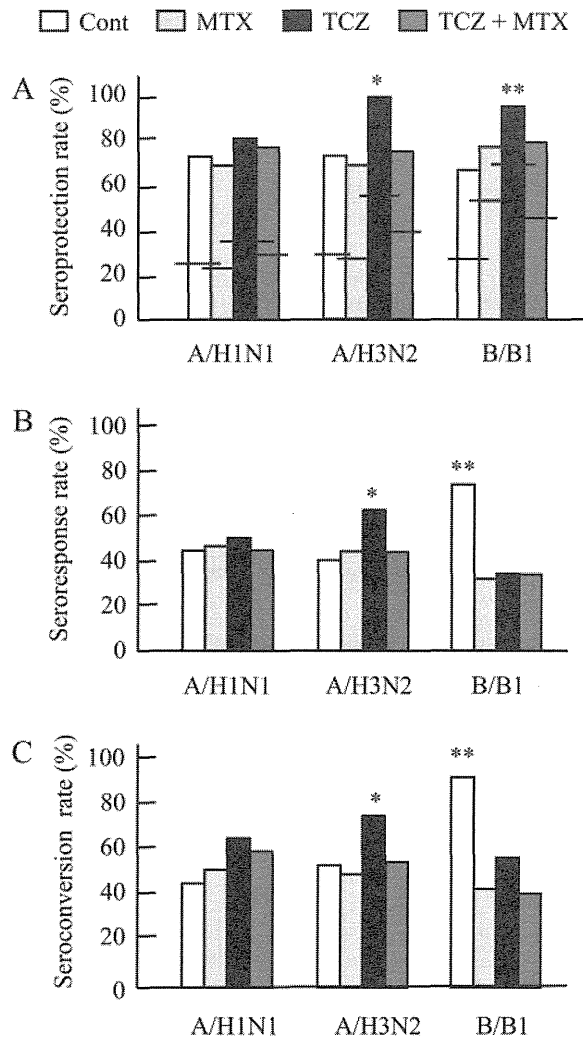 Cont MTX TCZ TCZ + MTX
A
Seroprotection rate (%)
100
80
60
40
20
0
*
**
A/H1N1 A/H3N2 B/B1
B
Seroresponse rate (%)
100
80
60
40
20
0
*
**
A/H1N1 A/H3N2 B/B1
C
Seroconversion rate (%)
100
80
60
40
20
0
*
**
A/H1N1 A/H3N2 B/B1